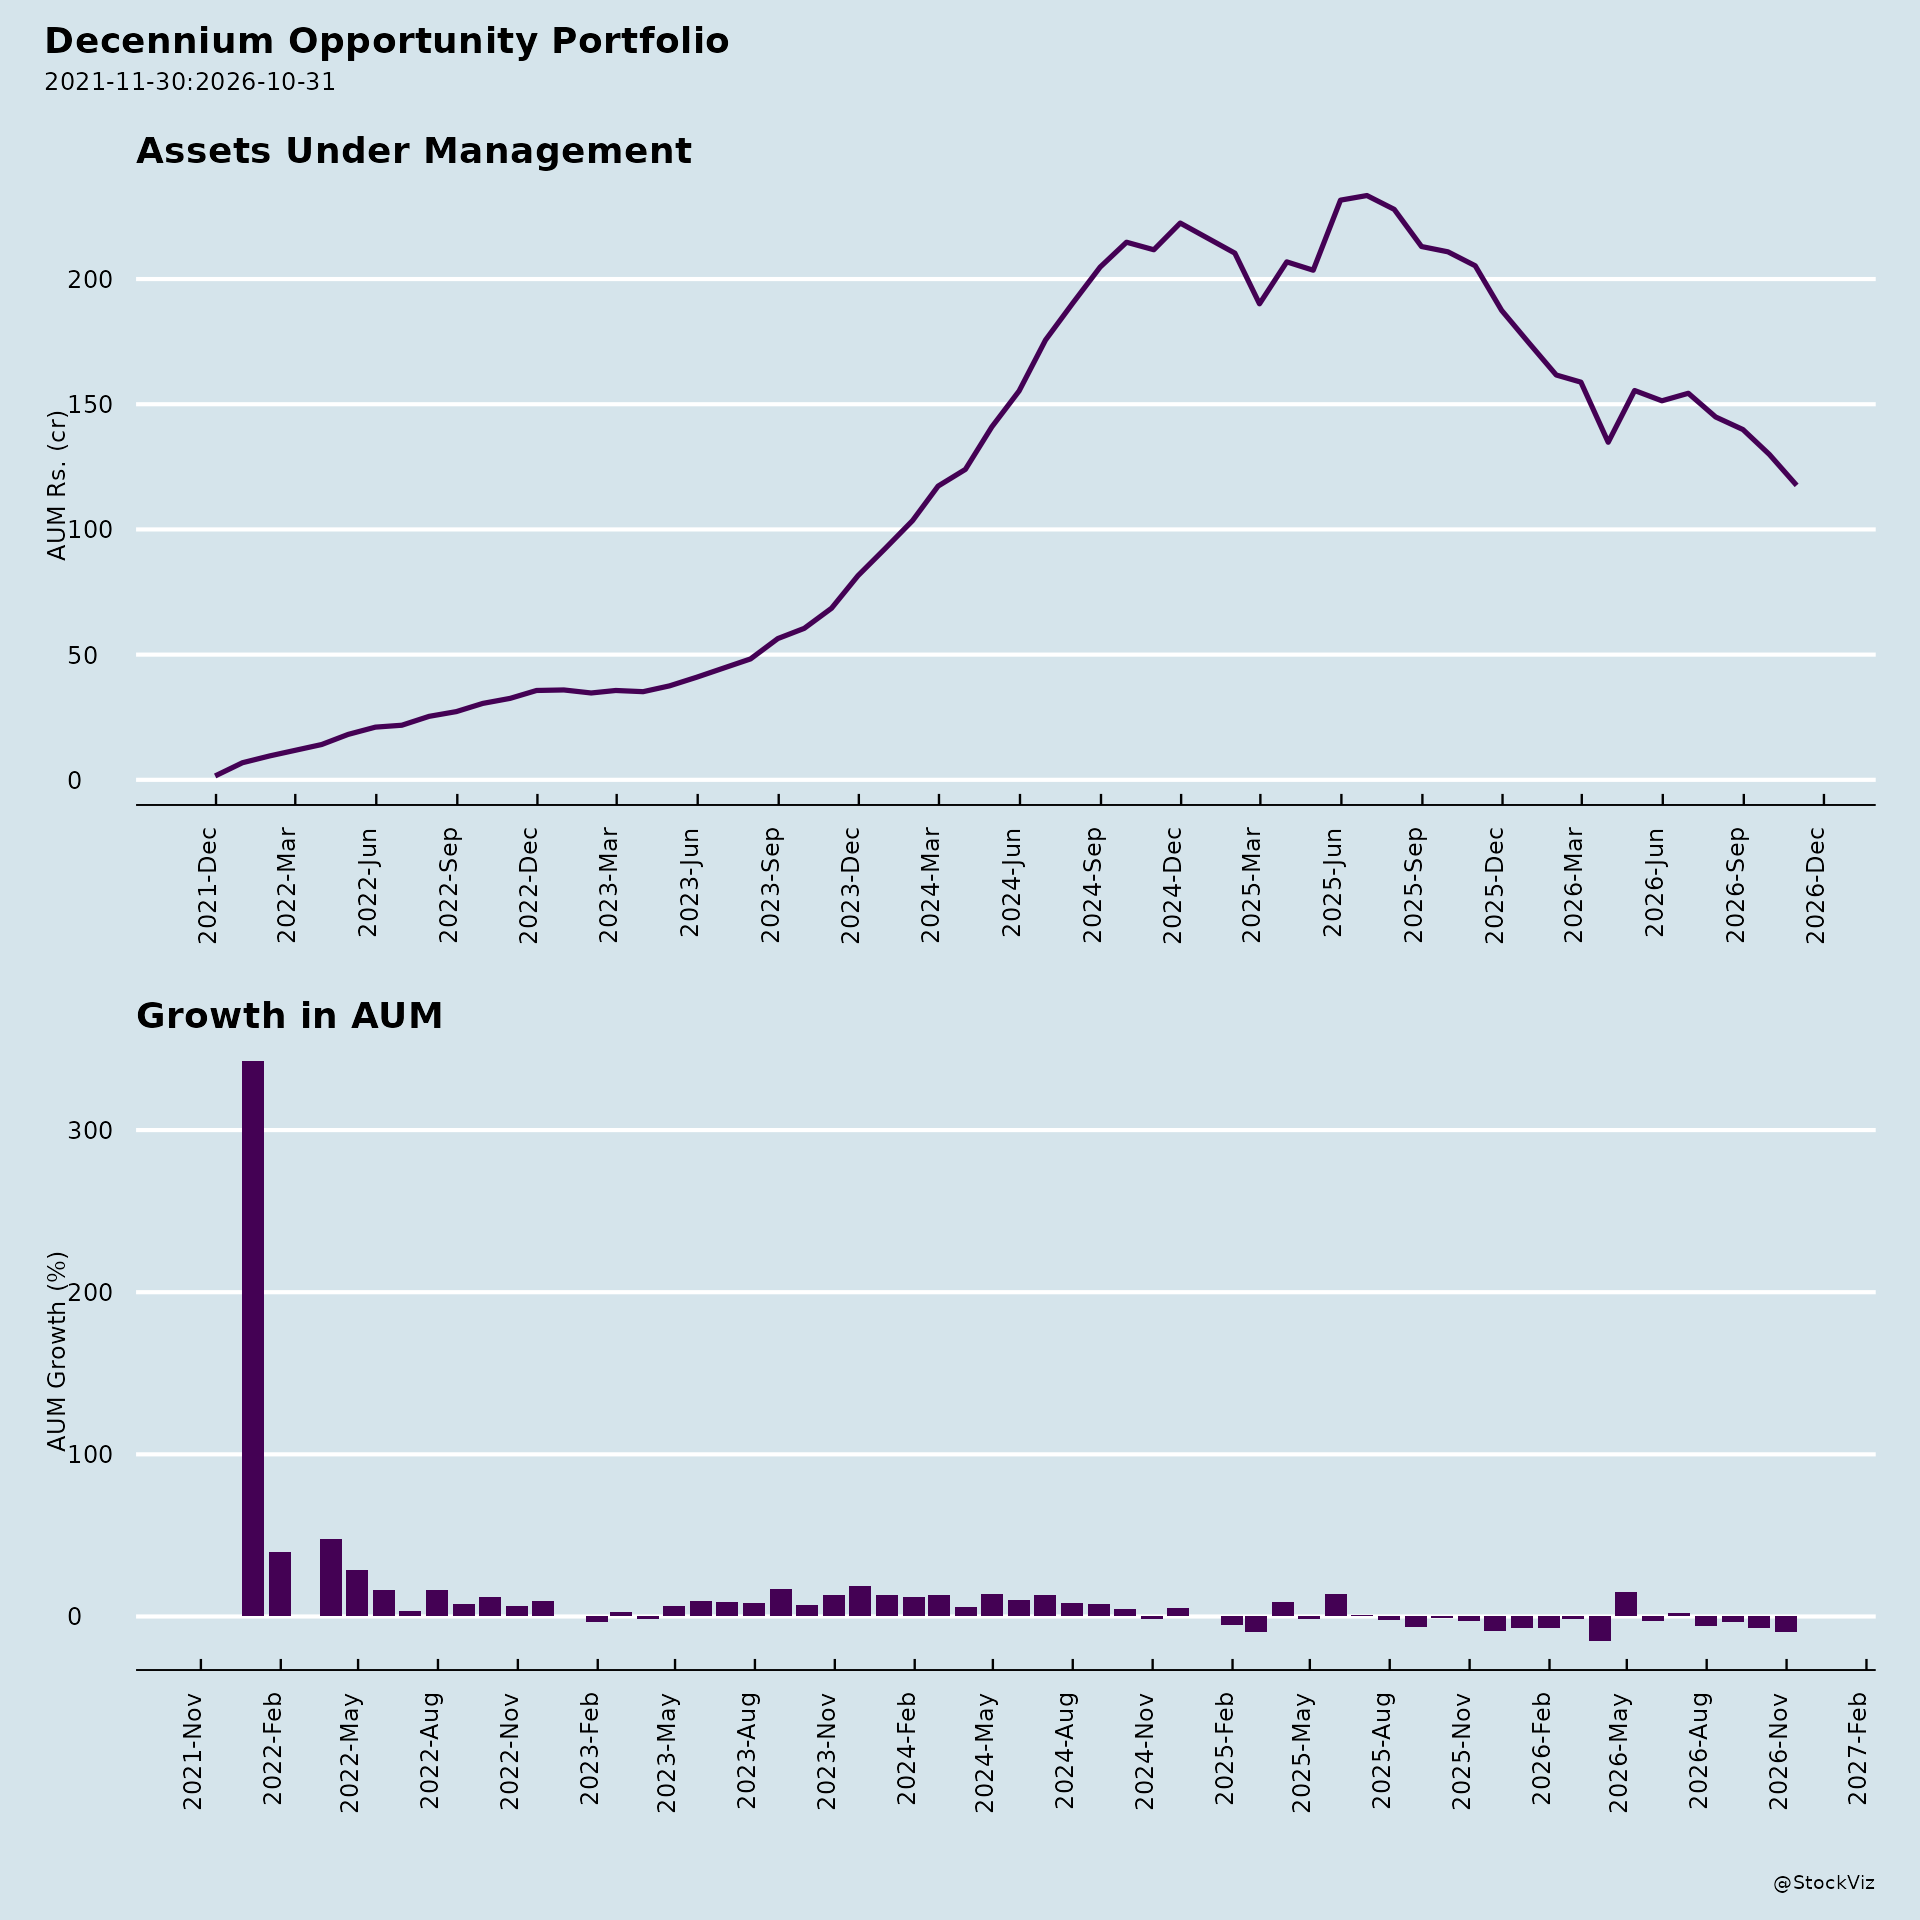 Decennium Opportunity Portfolio
2021-11-30:2026-10-31
Assets Under Management
AUM Rs. (cr)
200
150
100
50
0
2021-Dec
2022-Mar
2022-Jun
2022-Sep
2022-Dec
2023-Mar
2023-Jun
2023-Sep
2023-Dec
2024-Mar
2024-Jun
2024-Sep
2024-Dec
2025-Mar
2025-Jun
2025-Sep
2025-Dec
2026-Mar
2026-Jun
2026-Sep
2026-Dec
Growth in AUM
AUM Growth (%)
300
200
100
0
2021-Nov
2022-Feb
2022-May
2022-Aug
2022-Nov
2023-Feb
2023-May
2023-Aug
2023-Nov
2024-Feb
2024-May
2024-Aug
2024-Nov
2025-Feb
2025-May
2025-Aug
2025-Nov
2026-Feb
2026-May
2026-Aug
2026-Nov
2027-Feb
@StockViz